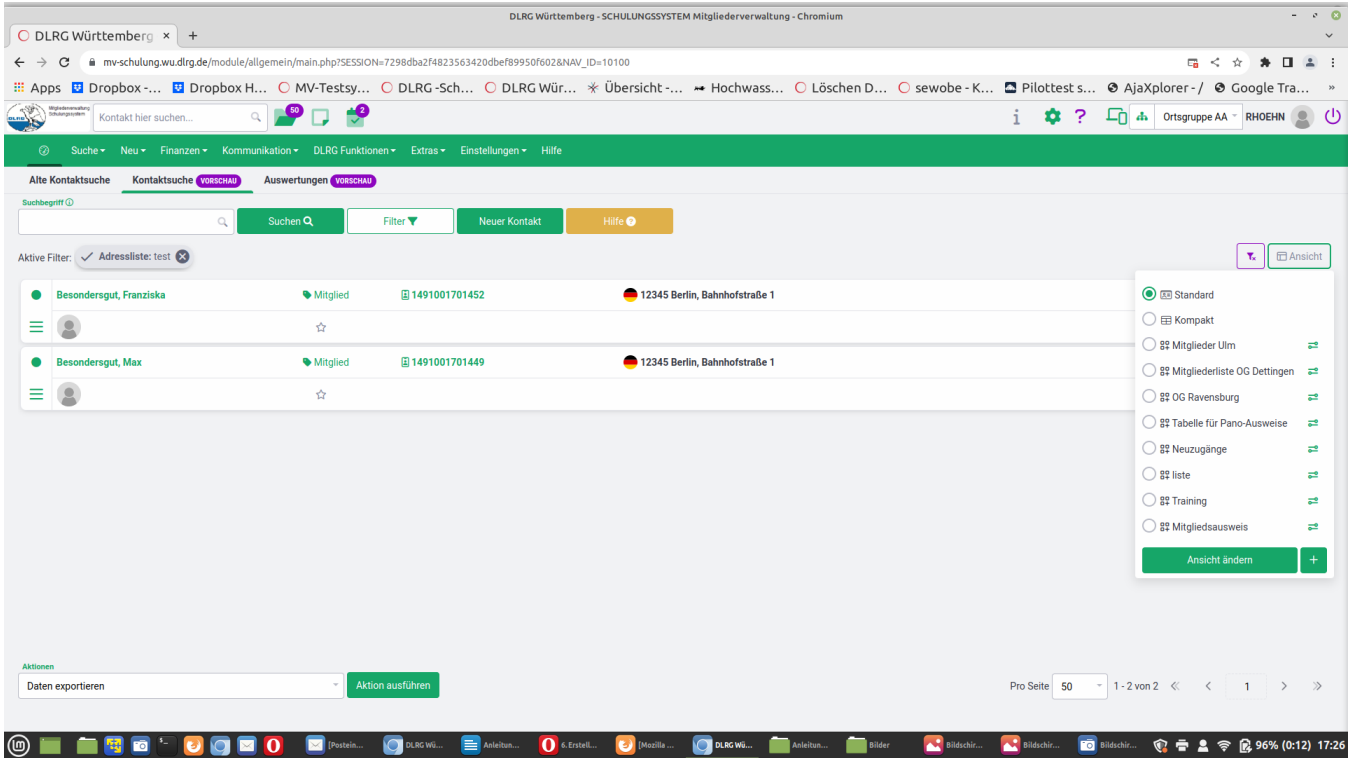 DLRG Württemberg - SCHULUNGSSYSTEM Mitgliederverwaltung - Chromium
DLRG Württemberg × +
mv-schulung.wu.dlrg.de/module/allgemein/main.php?SESSION=7298dba2f4823563420dbef89950f602&NAV_ID=10100
Apps Dropbox -... Dropbox H... MV-Testsy... DLRG -Sch... DLRG Wür... Übersicht -... Hochwass... Löschen D... sewobe - K... Pilottest s... AjaXplorer - / Google Tra... »
DLRG Mitgliederverwaltung Schulungssystem Kontakt hier suchen... 50 2 i ? Ortsgruppe AA RHOEHN
Suche Neu Finanzen Kommunikation DLRG Funktionen Extras Einstellungen Hilfe
Alte Kontaktsuche Kontaktsuche VORSCHAU Auswertungen VORSCHAU
Suchbegriff
Suchen Filter Neuer Kontakt Hilfe ?
Aktive Filter: Adressliste: test Ansicht
Besondersgut, Franziska Mitglied 1491001701452 12345 Berlin, Bahnhofstraße 1
Besondersgut, Max Mitglied 1491001701449 12345 Berlin, Bahnhofstraße 1
Standard
Kompakt
Mitglieder Ulm
Mitgliederliste OG Dettingen
OG Ravensburg
Tabelle für Pano-Ausweise
Neuzugänge
liste
Training
Mitgliedsausweis
Ansicht ändern +
Aktionen
Daten exportieren Aktion ausführen Pro Seite 50 1 - 2 von 2 1
[Postein... DLRG Wü... Anleitun... 6. Erstell... [Mozilla ... DLRG Wü... Anleitun... Bilder Bildschir... Bildschir... Bildschir... 96% (0:12) 17:26